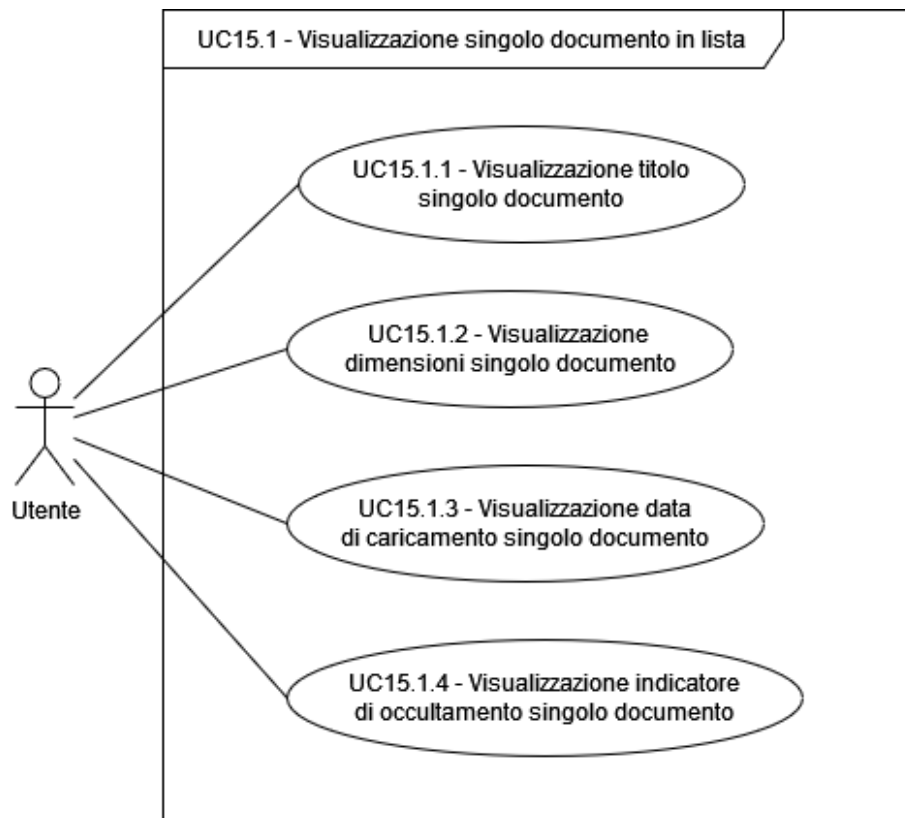 UC15.1 - Visualizzazione singolo documento in lista
UC15.1.1 - Visualizzazione titolo
singolo documento
UC15.1.2 - Visualizzazione
dimensioni singolo documento
UC15.1.3 - Visualizzazione data
di caricamento singolo documento
Utente
UC15.1.4 - Visualizzazione indicatore
di occultamento singolo documento